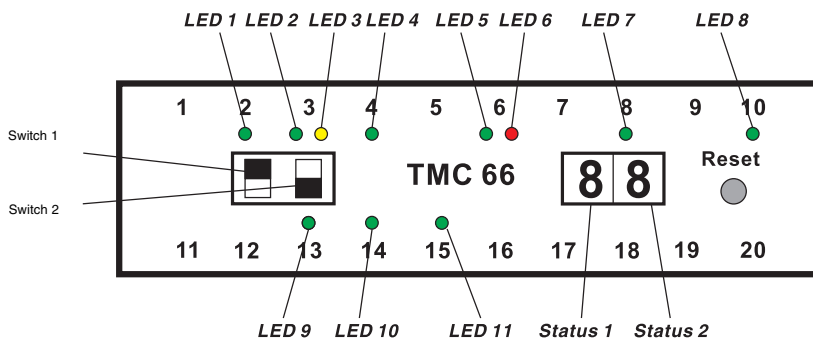 LED 1 LED 2 LED 3 LED 4 LED 5 LED 6 LED 7 LED 8
1 2 3 4 5 6 7 8 9 10
Switch 1
Reset
TMC 66
8 8
Switch 2
11 12 13 14 15 16 17 18 19 20
LED 9 LED 10 LED 11 Status 1 Status 2